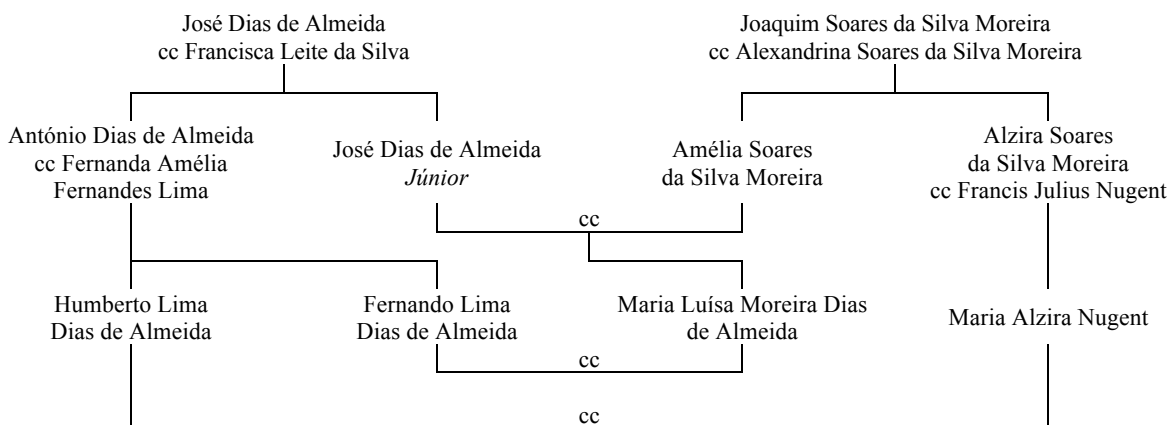 José Dias de Almeida
cc Francisca Leite da Silva
Joaquim Soares da Silva Moreira
cc Alexandrina Soares da Silva Moreira
António Dias de Almeida
cc Fernanda Amélia
Fernandes Lima
José Dias de Almeida
Júnior
Amélia Soares
da Silva Moreira
Alzira Soares
da Silva Moreira
cc Francis Julius Nugent
cc
Humberto Lima
Dias de Almeida
Fernando Lima
Dias de Almeida
Maria Luísa Moreira Dias
de Almeida
Maria Alzira Nugent
cc
cc